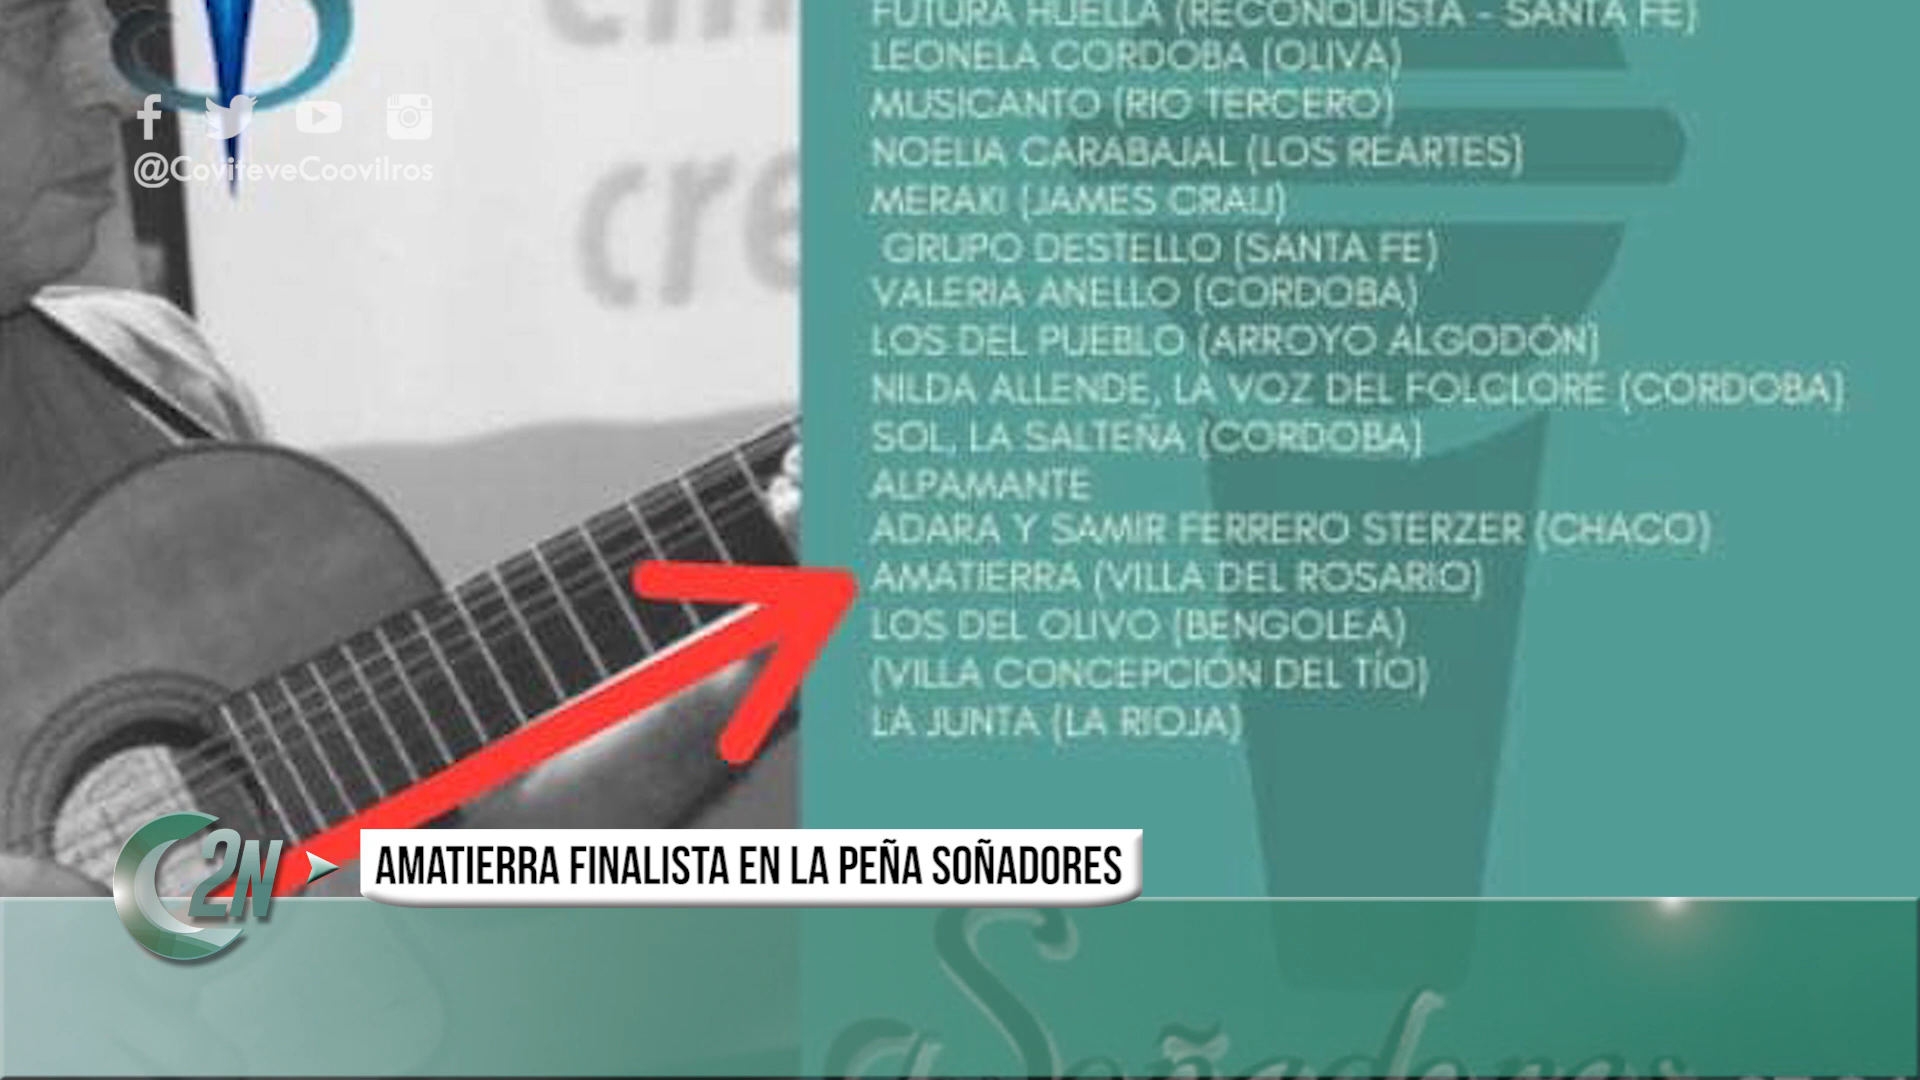 cre
@CoviteveCoovilros
FUTURA HUELLA (RECONQUISTA - SANTA FE)
LEONELA CORDOBA (OLIVA)
MUSICANTO (RIO TERCERO)
NOELIA CARABAJAL (LOS REARTES)
MERAKI (JAMES CRAIJ)
GRUPO DESTELLO (SANTA FE)
VALERIA ANELLO (CORDOBA)
LOS DEL PUEBLO (ARROYO ALGODÓN)
NILDA ALLENDE, LA VOZ DEL FOLCLORE (CORDOBA)
SOL, LA SALTEÑA (CORDOBA)
ALPAMANTE
ADARA Y SAMIR FERRERO STERZER (CHACO)
AMATIERRA (VILLA DEL ROSARIO)
LOS DEL OLIVO (BENGOLEA)
(VILLA CONCEPCIÓN DEL TÍO)
LA JUNTA (LA RIOJA)
C2N
AMATIERRA FINALISTA EN LA PEÑA SOÑADORES
Soñadores